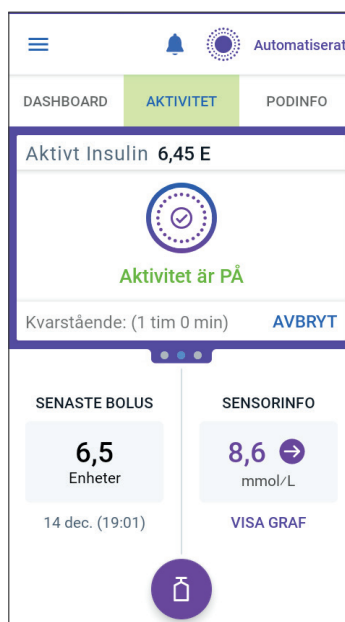 Automatiserat
DASHBOARD AKTIVITET PODINFO
Aktivt Insulin 6,45 E
Aktivitet är PÅ
Kvarstående: (1 tim 0 min) AVBRYT
SENASTE BOLUS
6,5
Enheter
14 dec. (19:01)
SENSORINFO
8,6
mmol/L
VISA GRAF